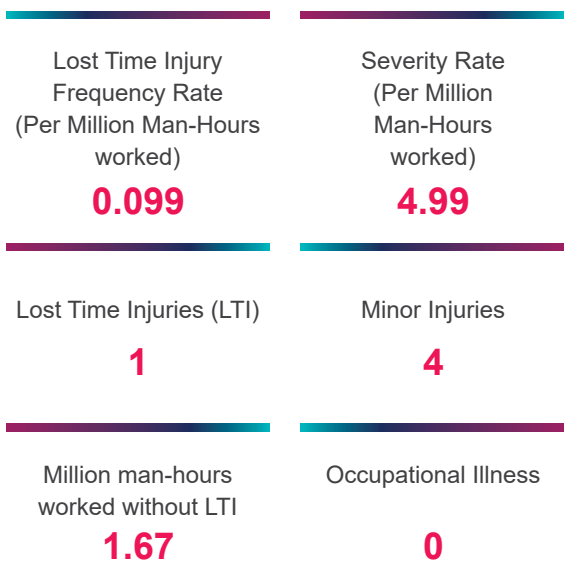 Lost Time Injury
Frequency Rate
(Per Million Man-Hours
worked)
0.099
Severity Rate
(Per Million
Man-Hours
worked)
4.99
Lost Time Injuries (LTI)
1
Minor Injuries
4
Million man-hours
worked without LTI
1.67
Occupational Illness
0